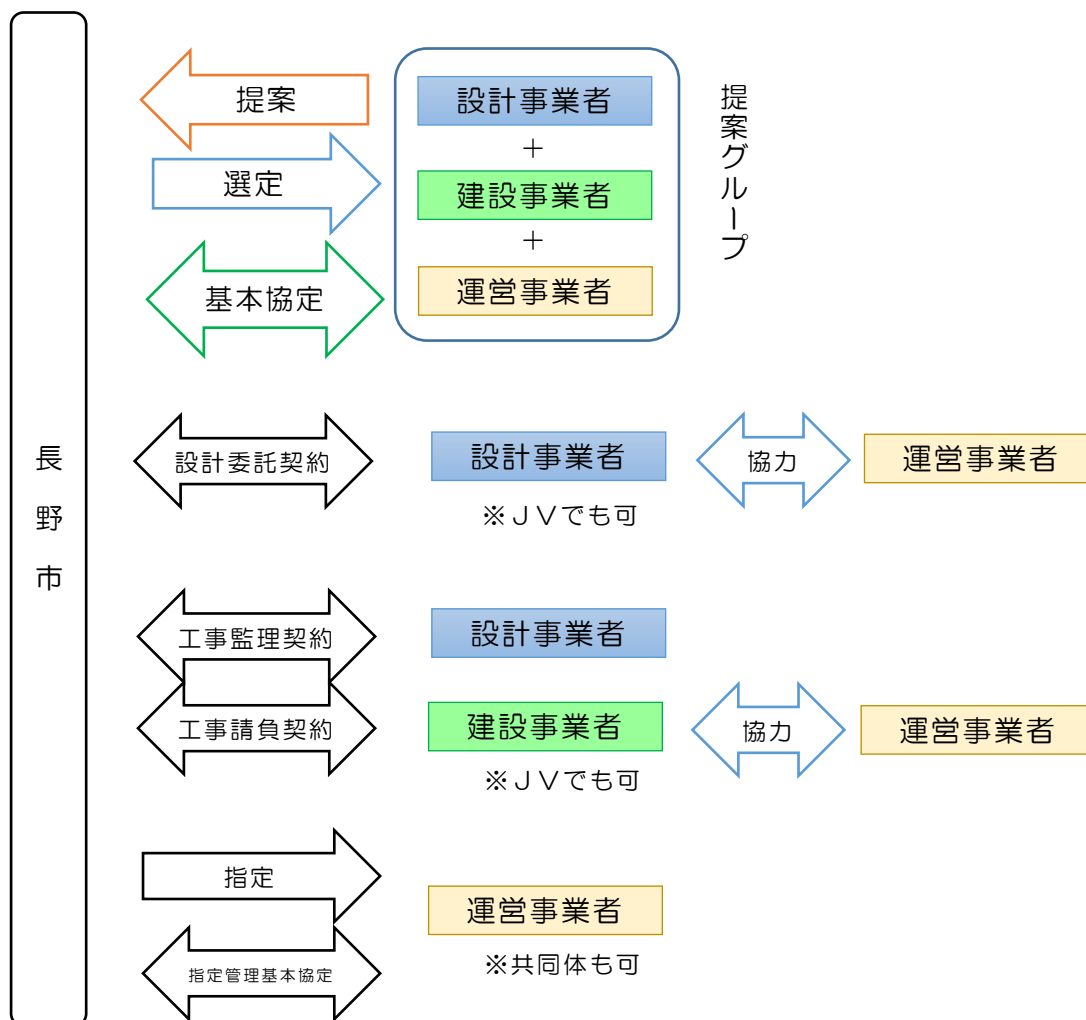 長野市
提案
選定
基本協定
設計事業者
＋
建設事業者
＋
運営事業者
提案グループ
設計委託契約
設計事業者
※ＪＶでも可
協力
運営事業者
工事監理契約
設計事業者
工事請負契約
建設事業者
※ＪＶでも可
協力
運営事業者
指定
指定管理基本協定
運営事業者
※共同体も可